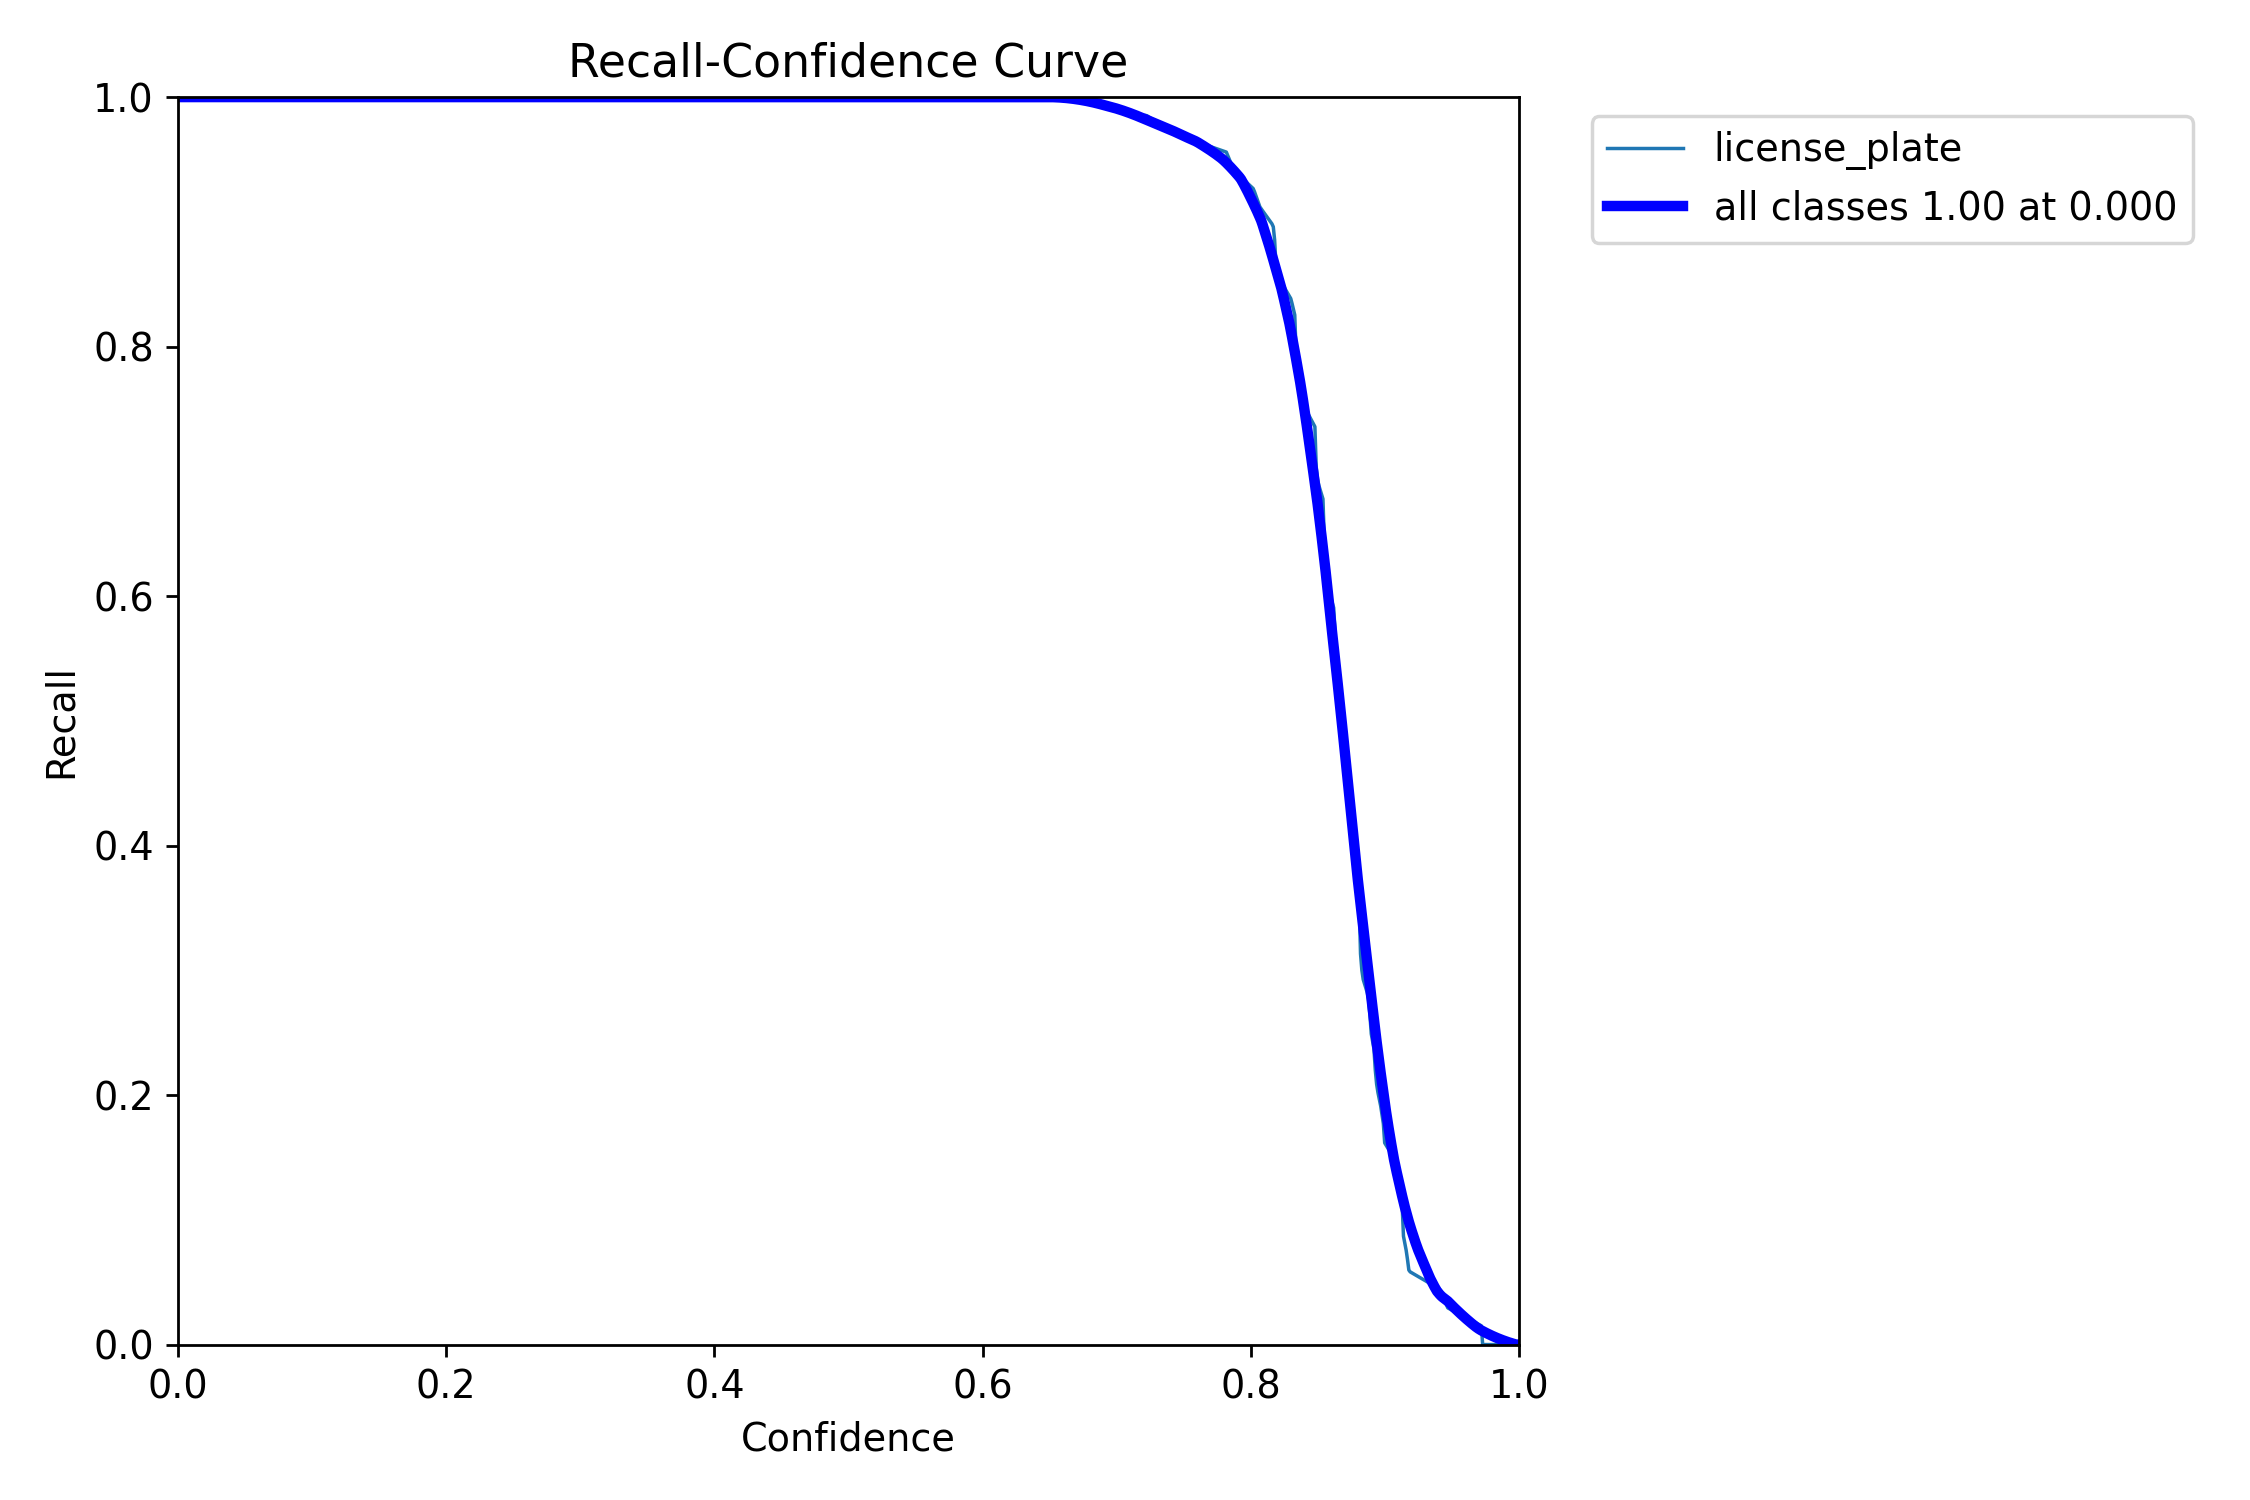 Recall-Confidence Curve
1.0
0.8
0.6
0.4
0.2
0.0
Recall
0.0 0.2 0.4 0.6 0.8 1.0
Confidence
license_plate
all classes 1.00 at 0.000